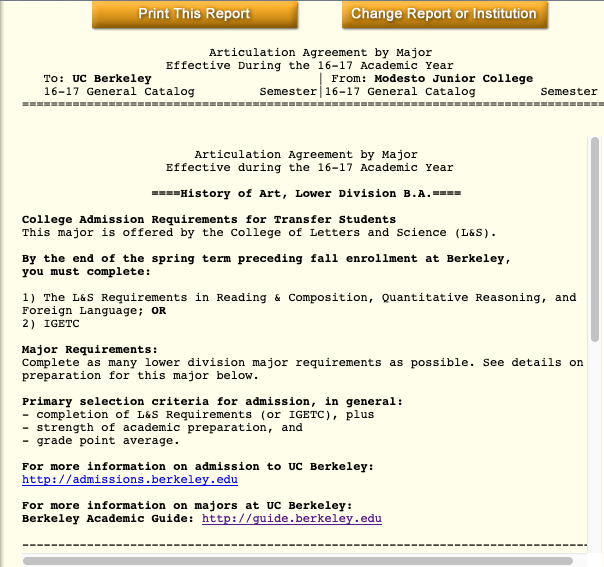 Print This Report
Change Report or Institution
Articulation Agreement by Major
Effective During the 16-17 Academic Year
To: UC Berkeley | From: Modesto Junior College
16-17 General Catalog Semester|16-17 General Catalog Semester
================================================================================
Articulation Agreement by Major
Effective during the 16-17 Academic Year
====History of Art, Lower Division B.A.====
College Admission Requirements for Transfer Students
This major is offered by the College of Letters and Science (L&S).
By the end of the spring term preceding fall enrollment at Berkeley,
you must complete:
1) The L&S Requirements in Reading & Composition, Quantitative Reasoning, and
Foreign Language; OR
2) IGETC
Major Requirements:
Complete as many lower division major requirements as possible. See details on
preparation for this major below.
Primary selection criteria for admission, in general:
- completion of L&S Requirements (or IGETC), plus
- strength of academic preparation, and
- grade point average.
For more information on admission to UC Berkeley:
http://admissions.berkeley.edu
For more information on majors at UC Berkeley:
Berkeley Academic Guide: http://guide.berkeley.edu
--------------------------------------------------------------------------------